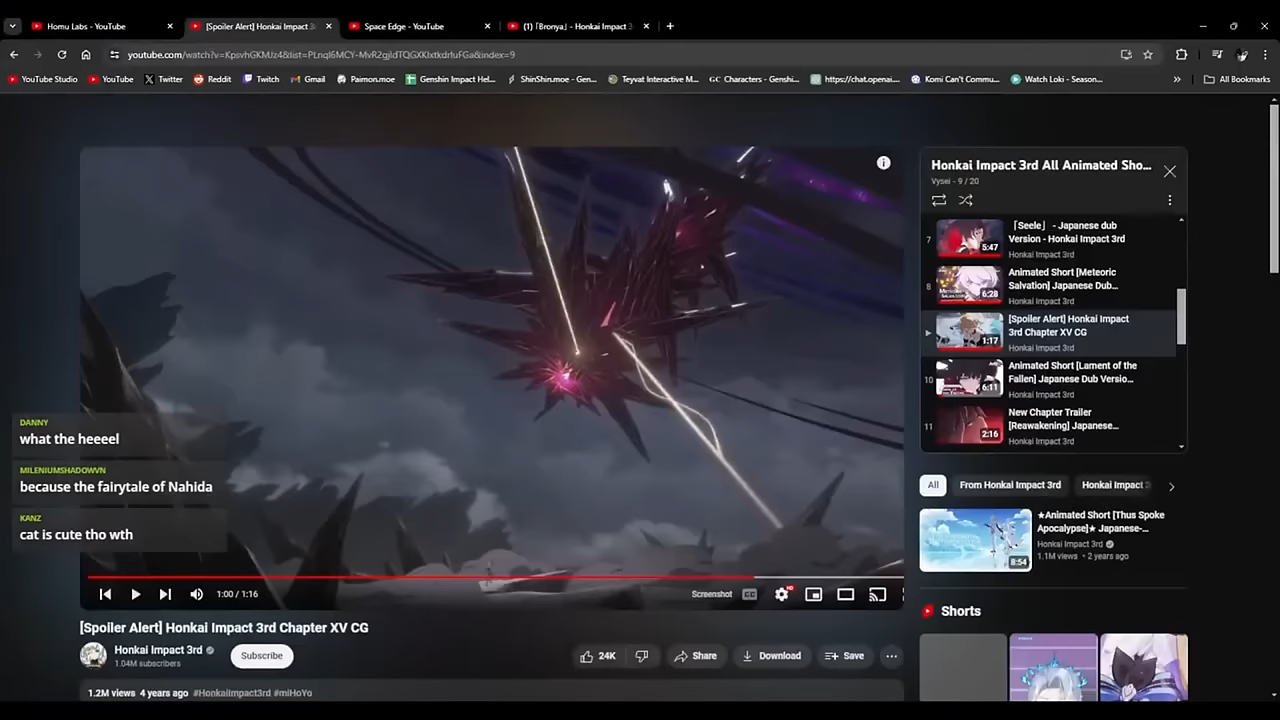 Homu Labs - YouTube
[Spoiler Alert] Honkai Impact 3
Space Edge - YouTube
(1)「Bronya」- Honkai Impact 3
youtube.com/watch?v=KpsvhGKMJz4&list=
YouTube Studio
YouTube
Twitter
Reddit
Twitch
Gmail
Paimon.moe
Genshin Impact Hel...
ShinShin.moe - Gen...
Teyvat Interactive M...
GC Characters - Genshi...
https://chat.openai....
Komi Can't Commu...
Watch Loki - Season...
»
All Bookmarks
DANNY
what the heeeel
MILENIUMSHADOWVN
because the fairytale of Nahida
KANZ
cat is cute tho wth
1:00 / 1:16
Screenshot
CC
HD
[Spoiler Alert] Honkai Impact 3rd Chapter XV CG
Honkai Impact 3rd
1.04M subscribers
Subscribe
24K
Share
Download
Save
1.2M views 4 years ago #HonkaiImpact3rd #miHoYo
Honkai Impact 3rd All Animated Sho...
Vysei - 9 / 20
7
5:47
「Seele」 - Japanese dub
Version - Honkai Impact 3rd
Honkai Impact 3rd
8
6:28
Animated Short [Meteoric
Salvation] Japanese Dub...
Honkai Impact 3rd
1:17
[Spoiler Alert] Honkai Impact
3rd Chapter XV CG
Honkai Impact 3rd
10
6:11
Animated Short [Lament of the
Fallen] Japanese Dub Versio...
Honkai Impact 3rd
11
2:16
New Chapter Trailer
[Reawakening] Japanese...
Honkai Impact 3rd
All
From Honkai Impact 3rd
Honkai Impact 3
8:54
★Animated Short [Thus Spoke
Apocalypse]★ Japanese-...
Honkai Impact 3rd
1.1M views • 2 years ago
Shorts